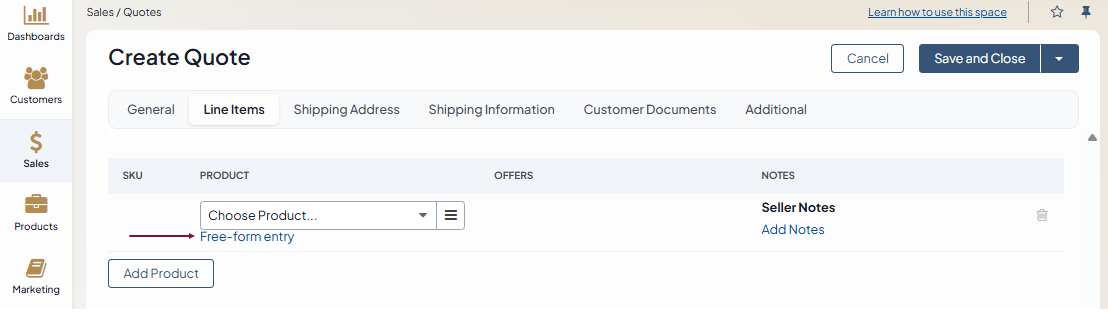 Sales / Quotes
Learn how to use this space
Dashboards
Customers
Sales
Products
Marketing
Create Quote
Cancel
Save and Close
General
Line Items
Shipping Address
Shipping Information
Customer Documents
Additional
SKU
PRODUCT
OFFERS
NOTES
Choose Product...
Free-form entry
Seller Notes
Add Notes
Add Product